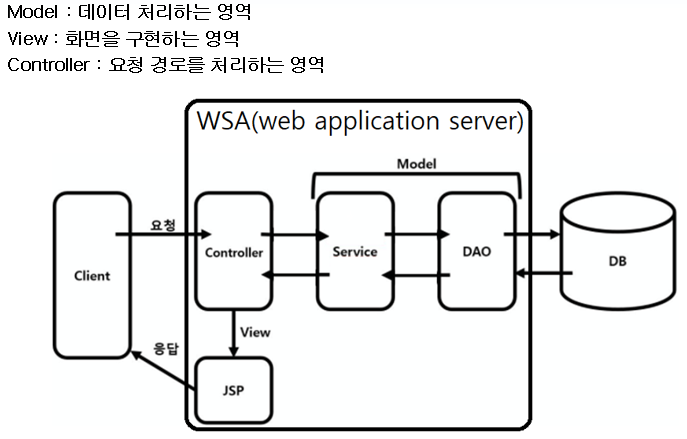 Model : 데이터 처리하는 영역
View : 화면을 구현하는 영역
Controller : 요청 경로를 처리하는 영역
WSA(web application server)
Model
요청
Client
Controller
Service
DAO
DB
View
응답
JSP